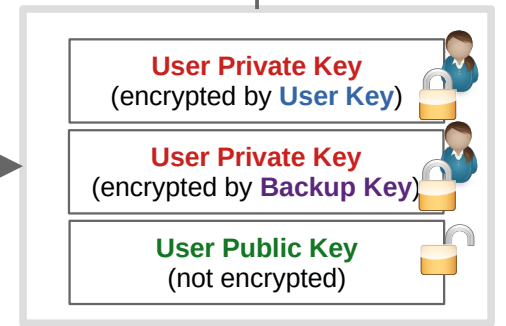 User Private Key
(encrypted by User Key)
User Private Key
(encrypted by Backup Key)
User Public Key
(not encrypted)